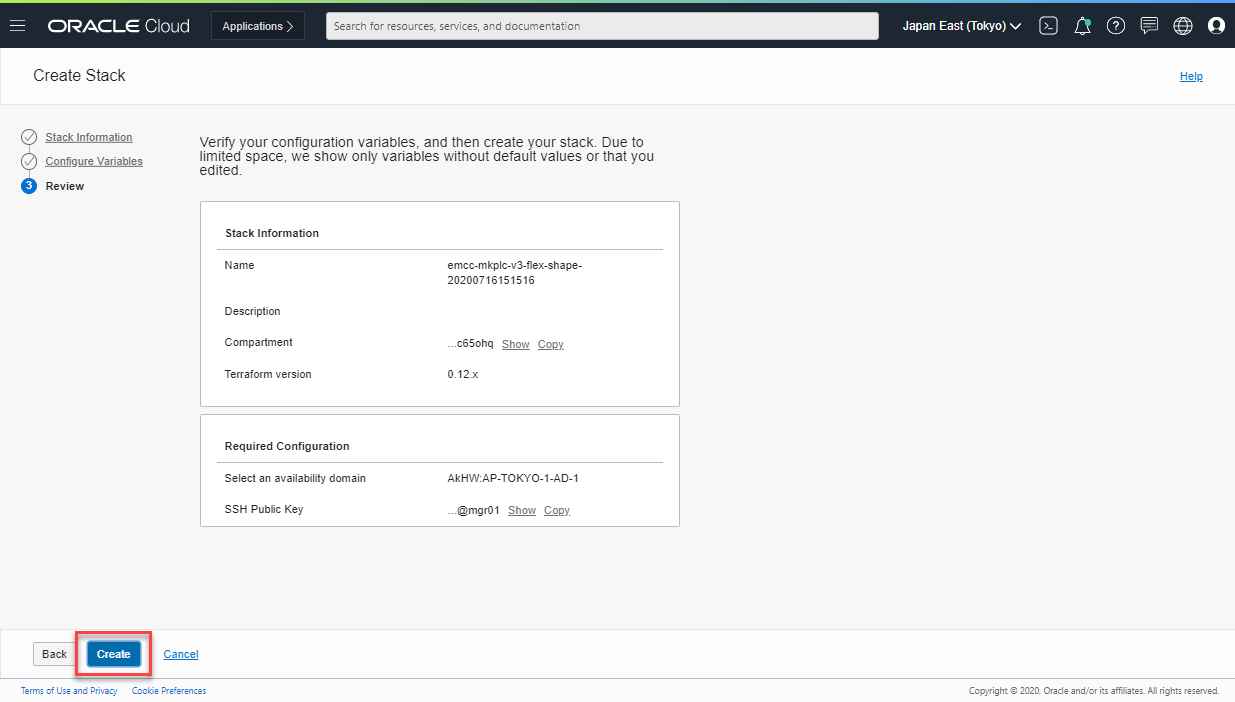 ORACLE Cloud
Applications
Search for resources, services, and documentation
Japan East (Tokyo)
Create Stack
Help
Stack Information
Configure Variables
3 Review
Verify your configuration variables, and then create your stack. Due to
limited space, we show only variables without default values or that you
edited.
Stack Information
Name emcc-mkplc-v3-flex-shape-
20200716151516
Description
Compartment ...c65ohq Show Copy
Terraform version 0.12.x
Required Configuration
Select an availability domain AkHW:AP-TOKYO-1-AD-1
SSH Public Key ...@mgr01 Show Copy
Back Create Cancel
Terms of Use and Privacy Cookie Preferences Copyright © 2020, Oracle and/or its affiliates. All rights reserved.